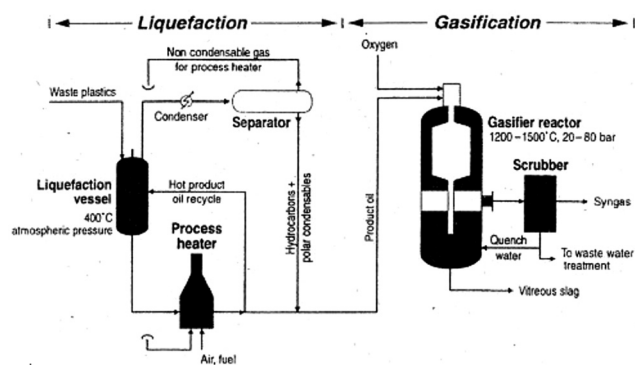 Liquefaction
Gasification
Non condensable gas
for process heater
Oxygen
Waste plastics
Condenser
Separator
Gasifier reactor
1200–1500°C, 20–80 bar
Scrubber
Liquefaction
vessel
400°C
atmospheric pressure
Hot product
oil recycle
Process
heater
Hydrocarbons +
polar condensables
Product oil
Syngas
Quench
water
To waste water
treatment
Vitreous slag
Air, fuel